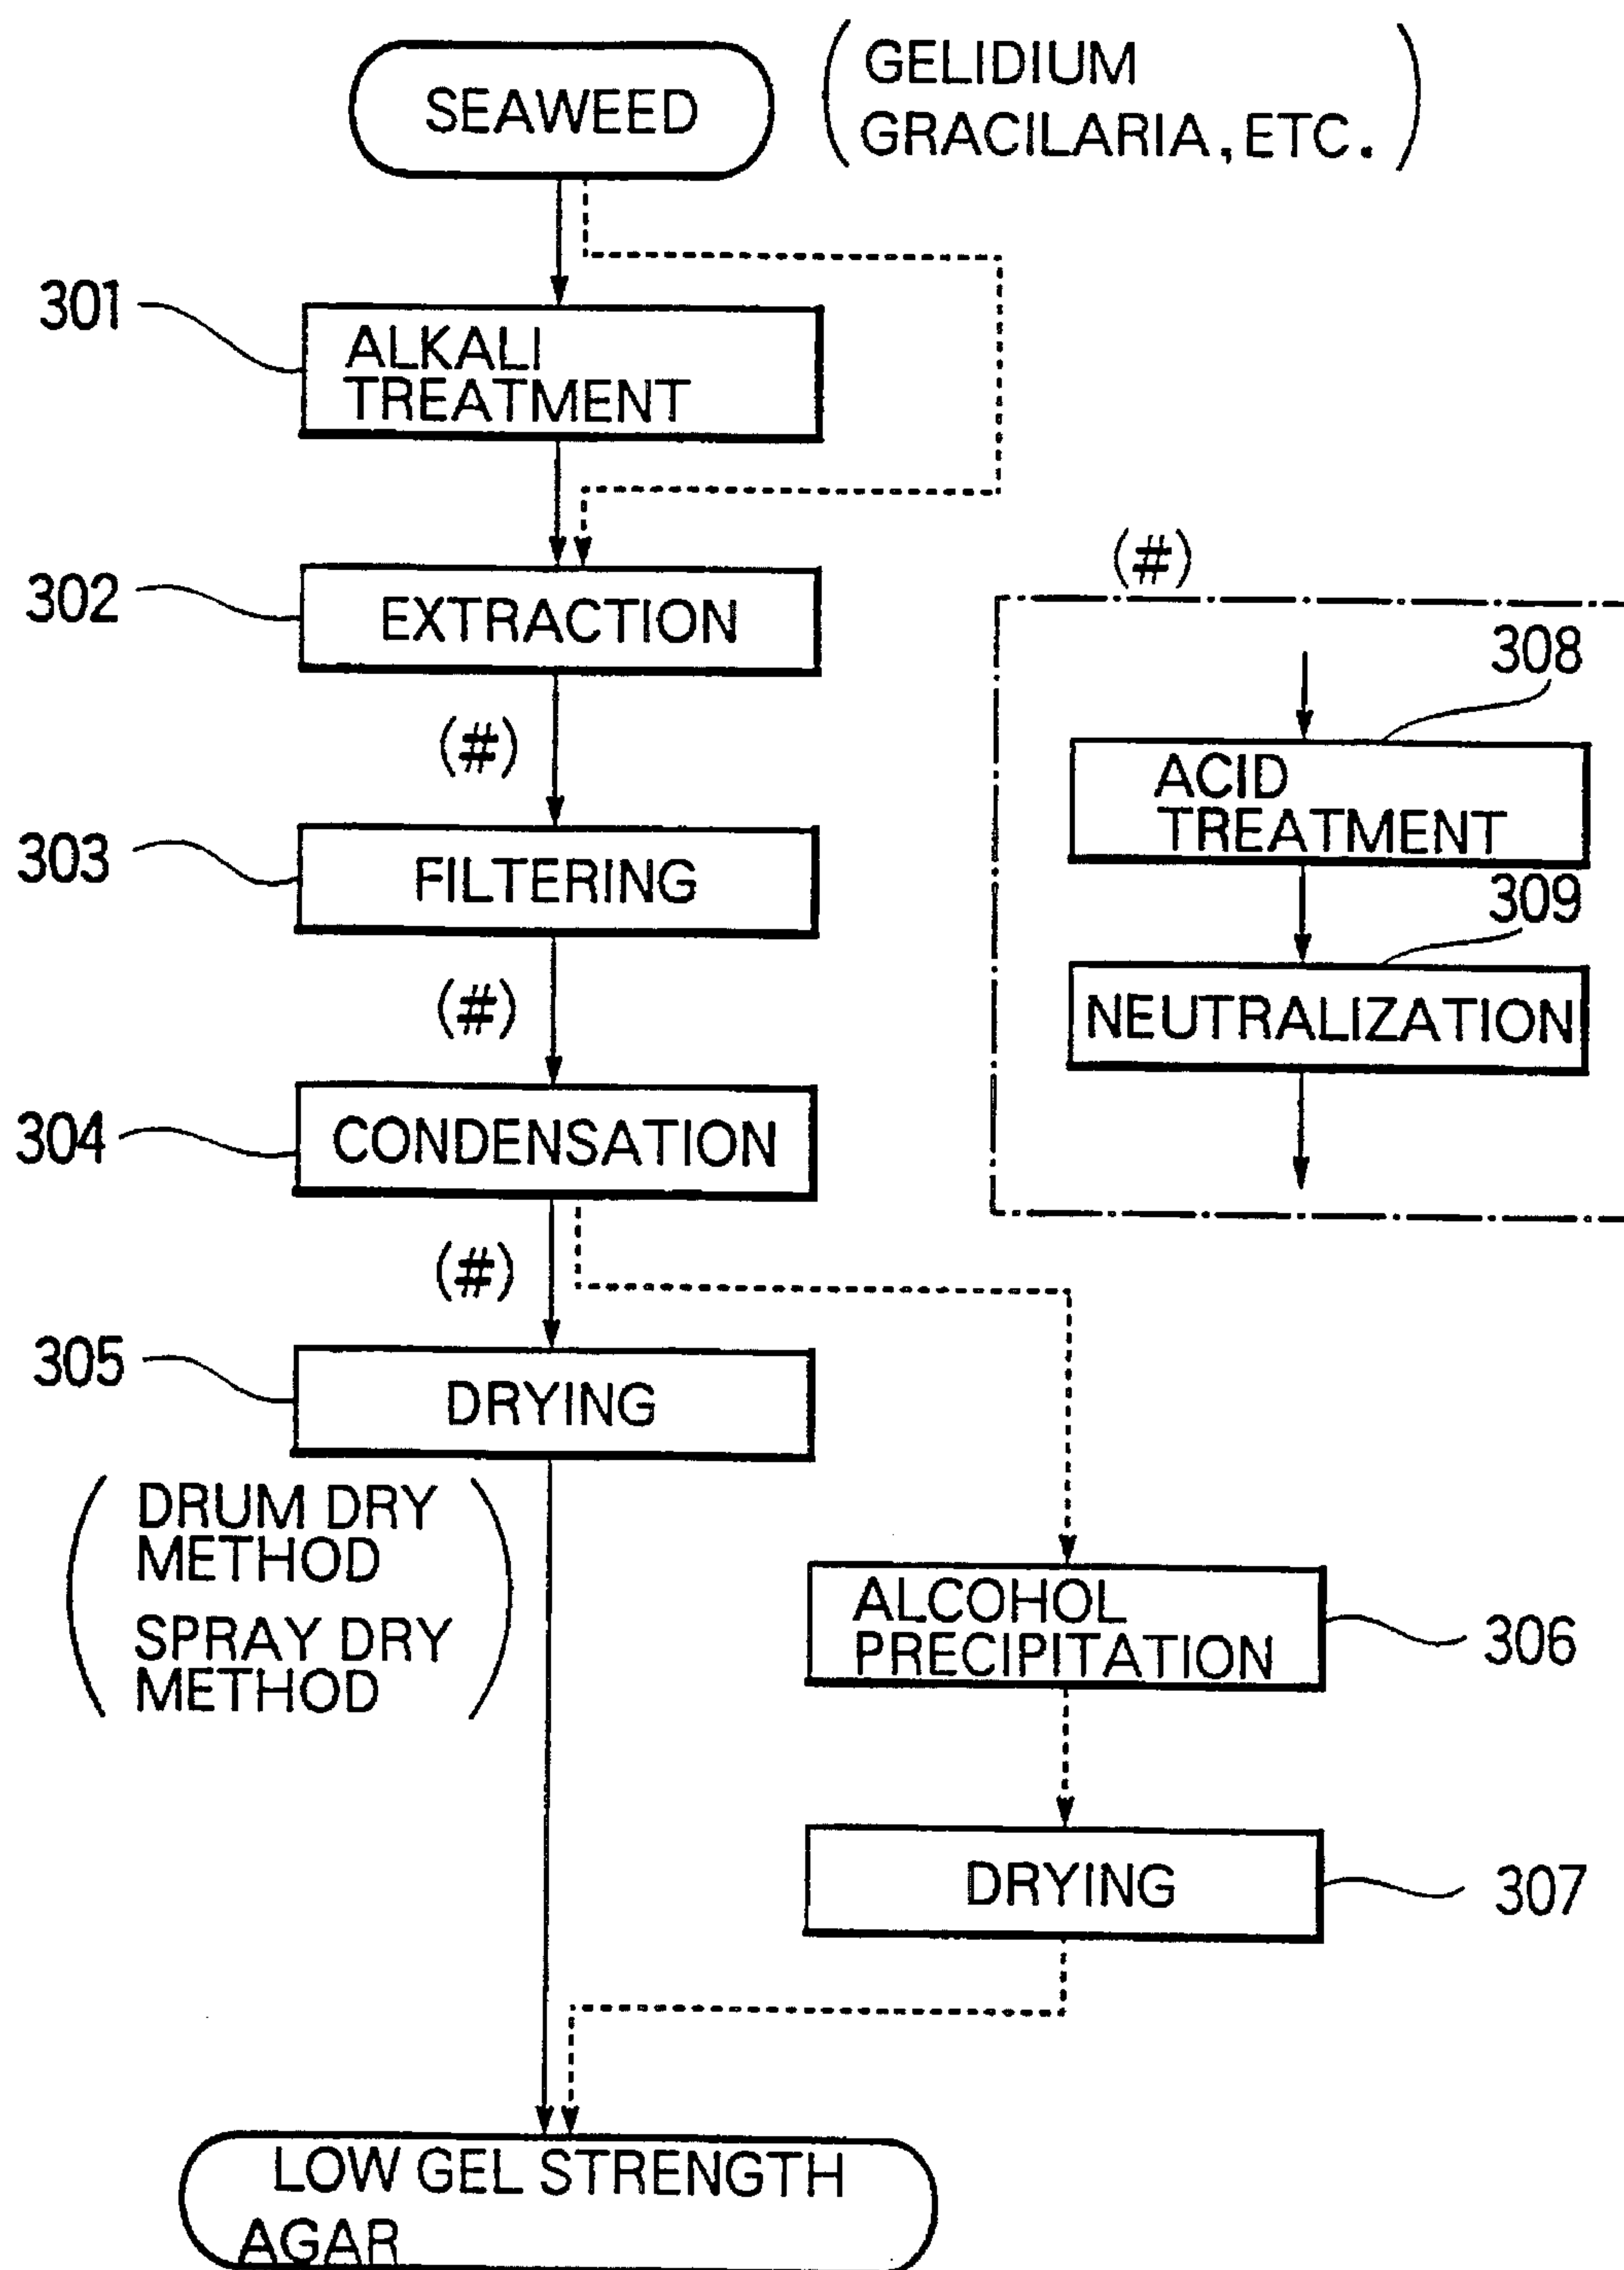 SEAWEED
GELIDIUM
GRACILARIA, ETC.
301
ALKALI
TREATMENT
302
EXTRACTION
(#)
303
FILTERING
(#)
304
CONDENSATION
(#)
305
DRYING
DRUM DRY
METHOD
SPRAY DRY
METHOD
(#)
308
ACID
TREATMENT
309
NEUTRALIZATION
ALCOHOL
PRECIPITATION
306
DRYING
307
LOW GEL STRENGTH
AGAR